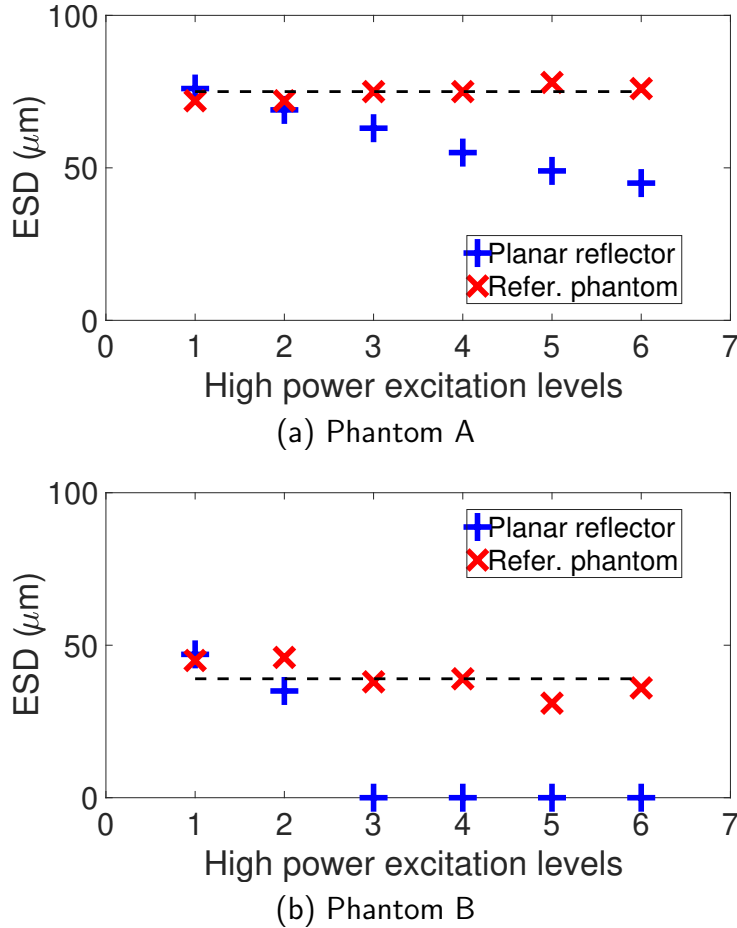 100
50
0
ESD (μm)
Planar reflector
Refer. phantom
0 1 2 3 4 5 6 7
High power excitation levels
(a) Phantom A
100
50
0
ESD (μm)
Planar reflector
Refer. phantom
0 1 2 3 4 5 6 7
High power excitation levels
(b) Phantom B